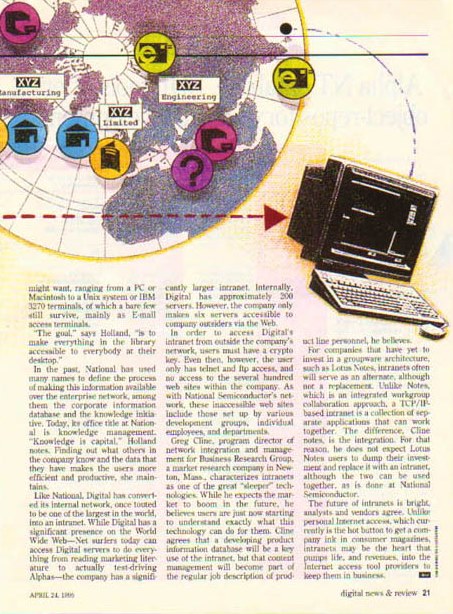 XYZ
Manufacturing
XYZ
Limited
XYZ
Engineering
?
might want, ranging from a PC or
Macintosh to a Unix system or IBM
3270 terminals, of which a bare few
still survive, mainly as E-mail
access terminals.
"The goal," says Holland, "is to
make everything in the library
accessible to everybody at their
desktop."
In the past, National has used
many names to define the process
of making this information available
over the enterprise network, among
them the corporate information
database and the knowledge initia-
tive. Today, its office title at Nation-
al is knowledge management.
"Knowledge is capital," Holland
notes. Finding out what others in
the company know and the data that
they have makes the users more
efficient and productive, she main-
tains.
Like National, Digital has convert-
ed its internal network, once touted
to be one of the largest in the world,
into an intranet. While Digital has a
significant presence on the World
Wide Web—Net surfers today can
access Digital servers to do every-
thing from reading marketing liter-
ature to actually test-driving
Alphas—the company has a signifi-
cantly larger intranet. Internally,
Digital has approximately 200
servers. However, the company only
makes six servers accessible to
company outsiders via the Web.
In order to access Digital's
intranet from outside the company's
network, users must have a crypto
key. Even then, however, the user
only has telnet and ftp access, and
no access to the several hundred
web sites within the company. As
with National Semiconductor's net-
work, these inaccessible web sites
include those set up by various
development groups, individual
employees, and departments.
Greg Cline, program director of
network integration and manage-
ment for Business Research Group,
a market research company in New-
ton, Mass., characterizes intranets
as one of the great "sleeper" tech-
nologies. While he expects the mar-
ket to boom in the future, he
believes users are just now starting
to understand exactly what this
technology can do for them. Cline
agrees that a developing product
information database will be a key
use of the intranet, but that content
management will become part of
the regular job description of prod-
uct line personnel, he believes.
For companies that have yet to
invest in a groupware architecture,
such as Lotus Notes, intranets often
will serve as an alternate, although
not a replacement. Unlike Notes,
which is an integrated workgroup
collaboration approach, a TCP/IP-
based intranet is a collection of sep-
arate applications that can work
together. The difference, Cline
notes, is the integration. For that
reason, he does not expect Lotus
Notes users to dump their invest-
ment and replace it with an intranet,
although the two can be used
together, as is done at National
Semiconductor.
The future of intranets is bright,
analysts and vendors agree. Unlike
personal Internet access, which cur-
rently is the hot button to get a com-
pany ink in consumer magazines,
intranets may be the heart that
pumps life, and revenues, into the
Internet access tool providers to
keep them in business.
APRIL 24, 1995
digital news & review 21